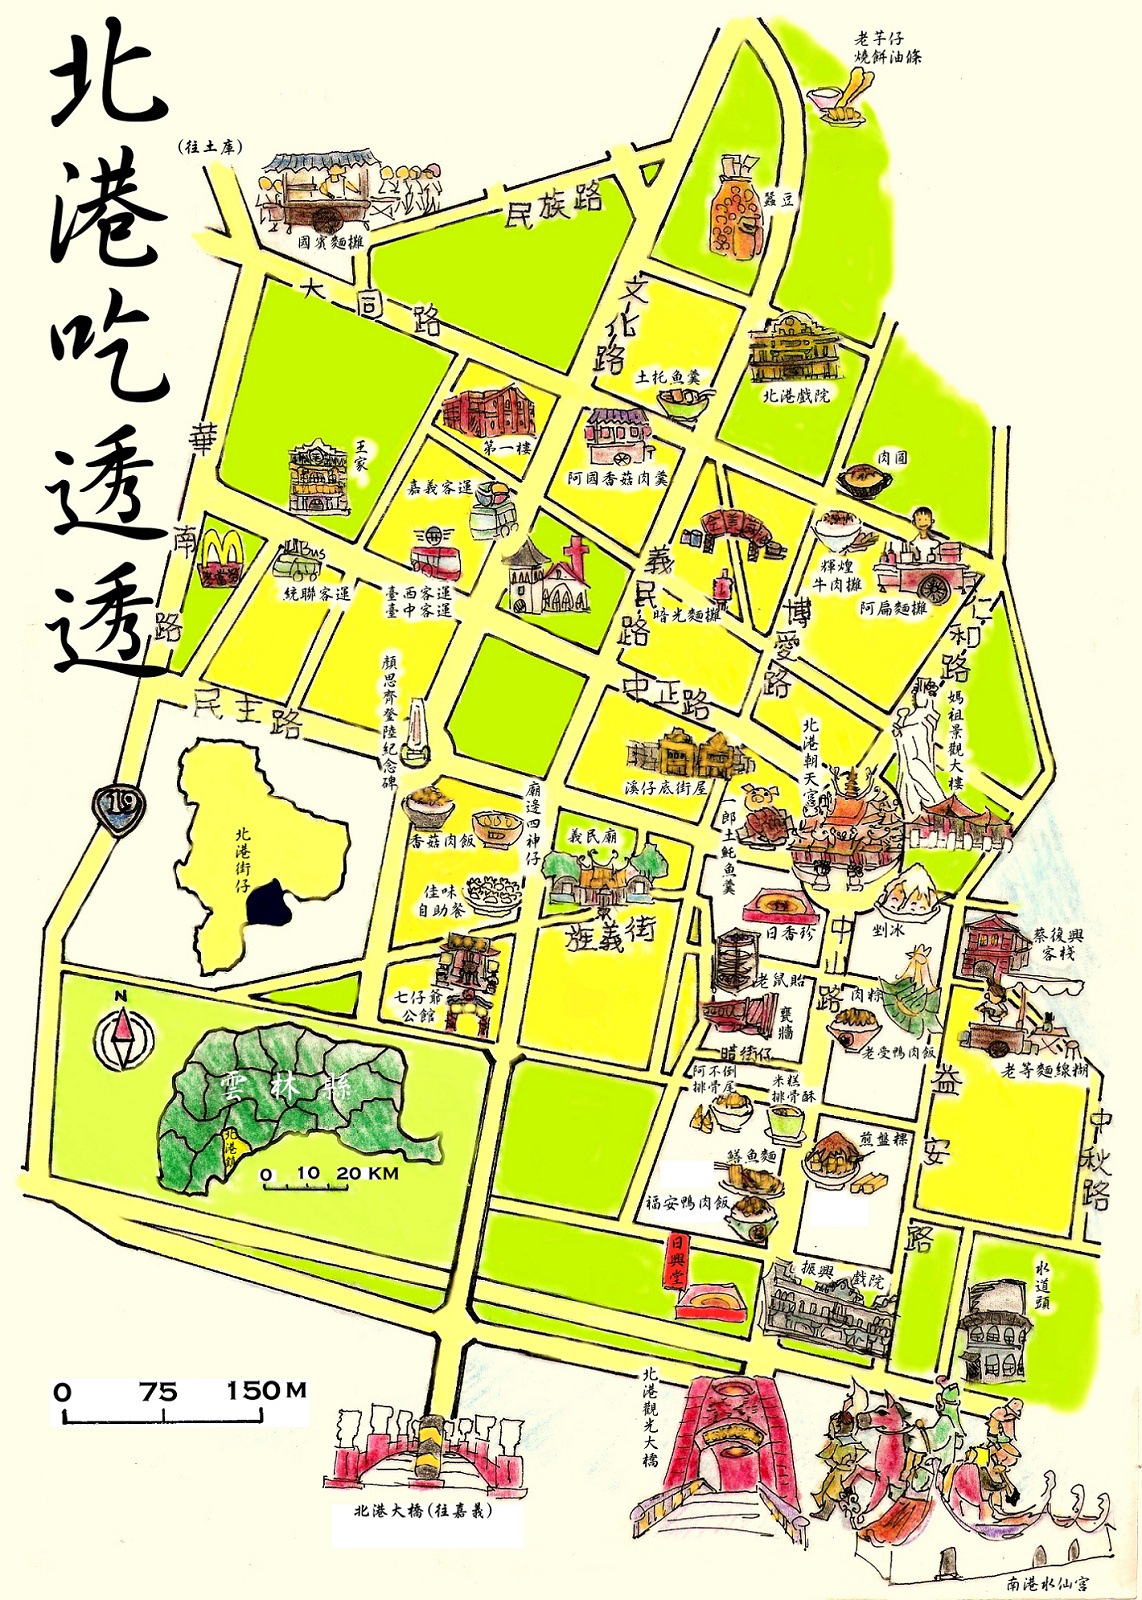 北港吃透透
(往土庫)
國賓麵攤
老芋仔
燒餅油條
蠶豆
民族路
大同路
文化路
土托魚羹
北港戲院
第一樓
阿國香菇肉羹
肉圓
華南路
王家
嘉義客運
Bus
統聯客運
臺西客運
臺中客運
義民路
暗光麵攤
博愛路
輝煌
牛肉攤
阿扁麵攤
仁和路
中正路
民主路
顏思齊登陸紀念碑
溪仔底街屋
北港朝天宮
媽祖景觀大樓
19
北港街仔
香菇肉飯
廟邊四神仔
義民廟
一郎土魠魚羹
佳味
自助餐
旌義街
日香珍
中山路
剉冰
蔡復興
客棧
七仔爺
公館
老鼠貽
甕牆
肉粽
老受鴨肉飯
老等麵線糊
暗街仔
N
雲林縣
北港鎮
0 10 20 KM
阿不倒
排骨尾
米糕
排骨酥
益安路
中秋路
煎盤粿
鱔魚麵
福安鴨肉飯
日興堂
振興戲院
水道頭
0 75 150 M
北港大橋(往嘉義)
北港觀光大橋
南港水仙宮